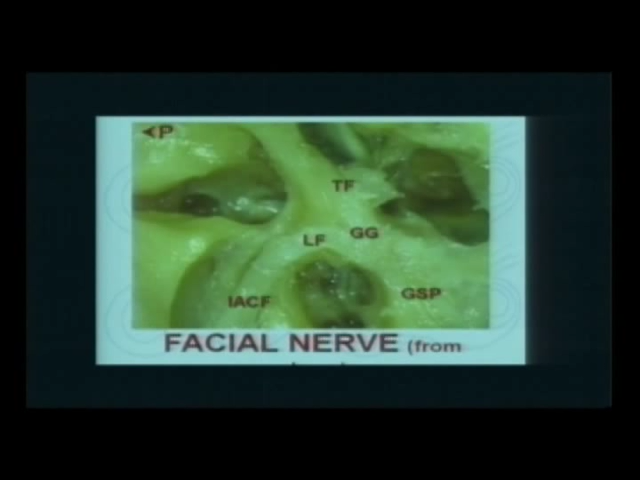 P
TF
LF GG
IACF GSP
FACIAL NERVE (from